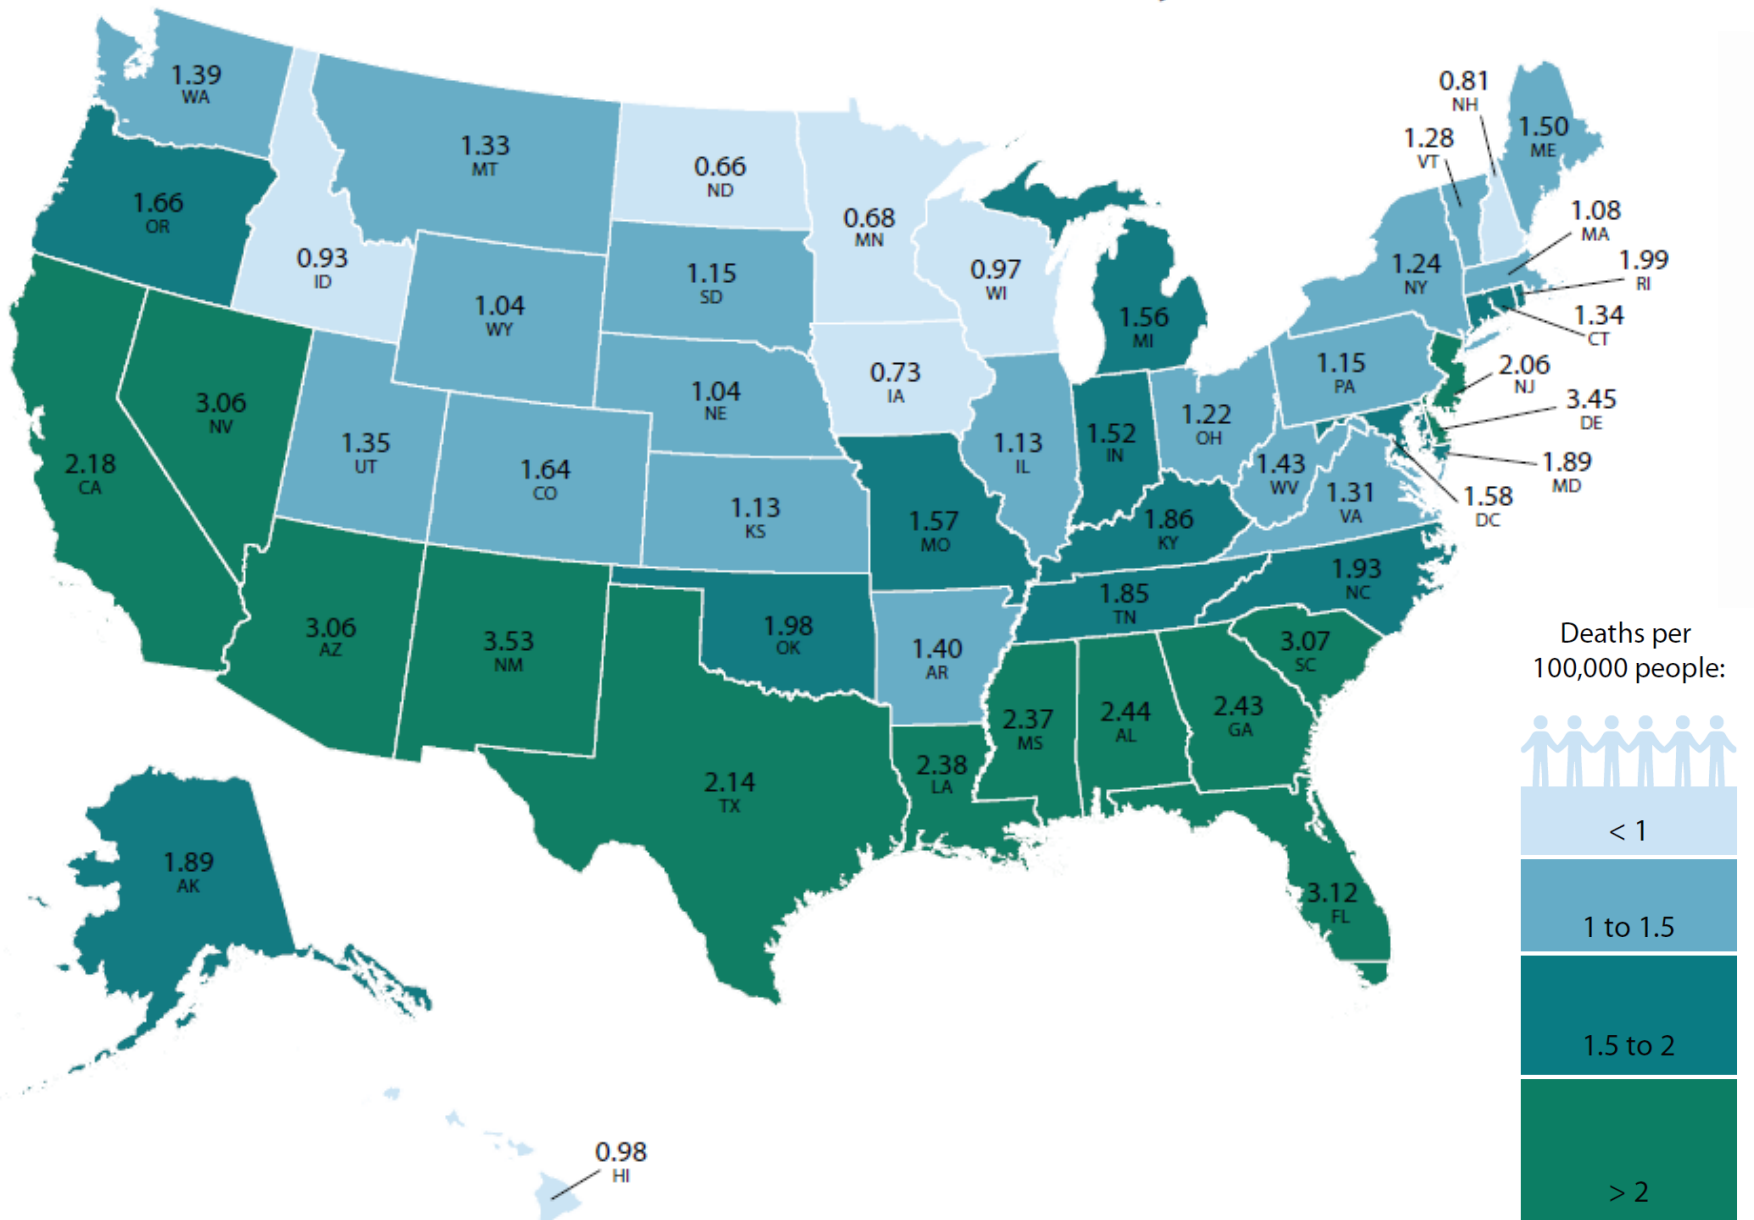 1.39
WA
1.33
MT
0.66
ND
0.68
MN
0.81
NH
1.28
VT
1.50
ME
1.66
OR
0.93
ID
1.04
WY
1.15
SD
0.97
WI
1.56
MI
1.24
NY
1.08
MA
1.99
RI
1.34
CT
2.06
NJ
3.45
DE
1.89
MD
1.58
DC
2.18
CA
3.06
NV
1.35
UT
1.64
CO
1.04
NE
0.73
IA
1.13
KS
1.57
MO
1.13
IL
1.52
IN
1.22
OH
1.15
PA
1.43
WV
1.31
VA
1.86
KY
1.85
TN
1.93
NC
3.06
AZ
3.53
NM
1.98
OK
1.40
AR
3.07
SC
2.14
TX
2.38
LA
2.37
MS
2.44
AL
2.43
GA
3.12
FL
1.89
AK
0.98
HI
Deaths per
100,000 people:
< 1
1 to 1.5
1.5 to 2
> 2